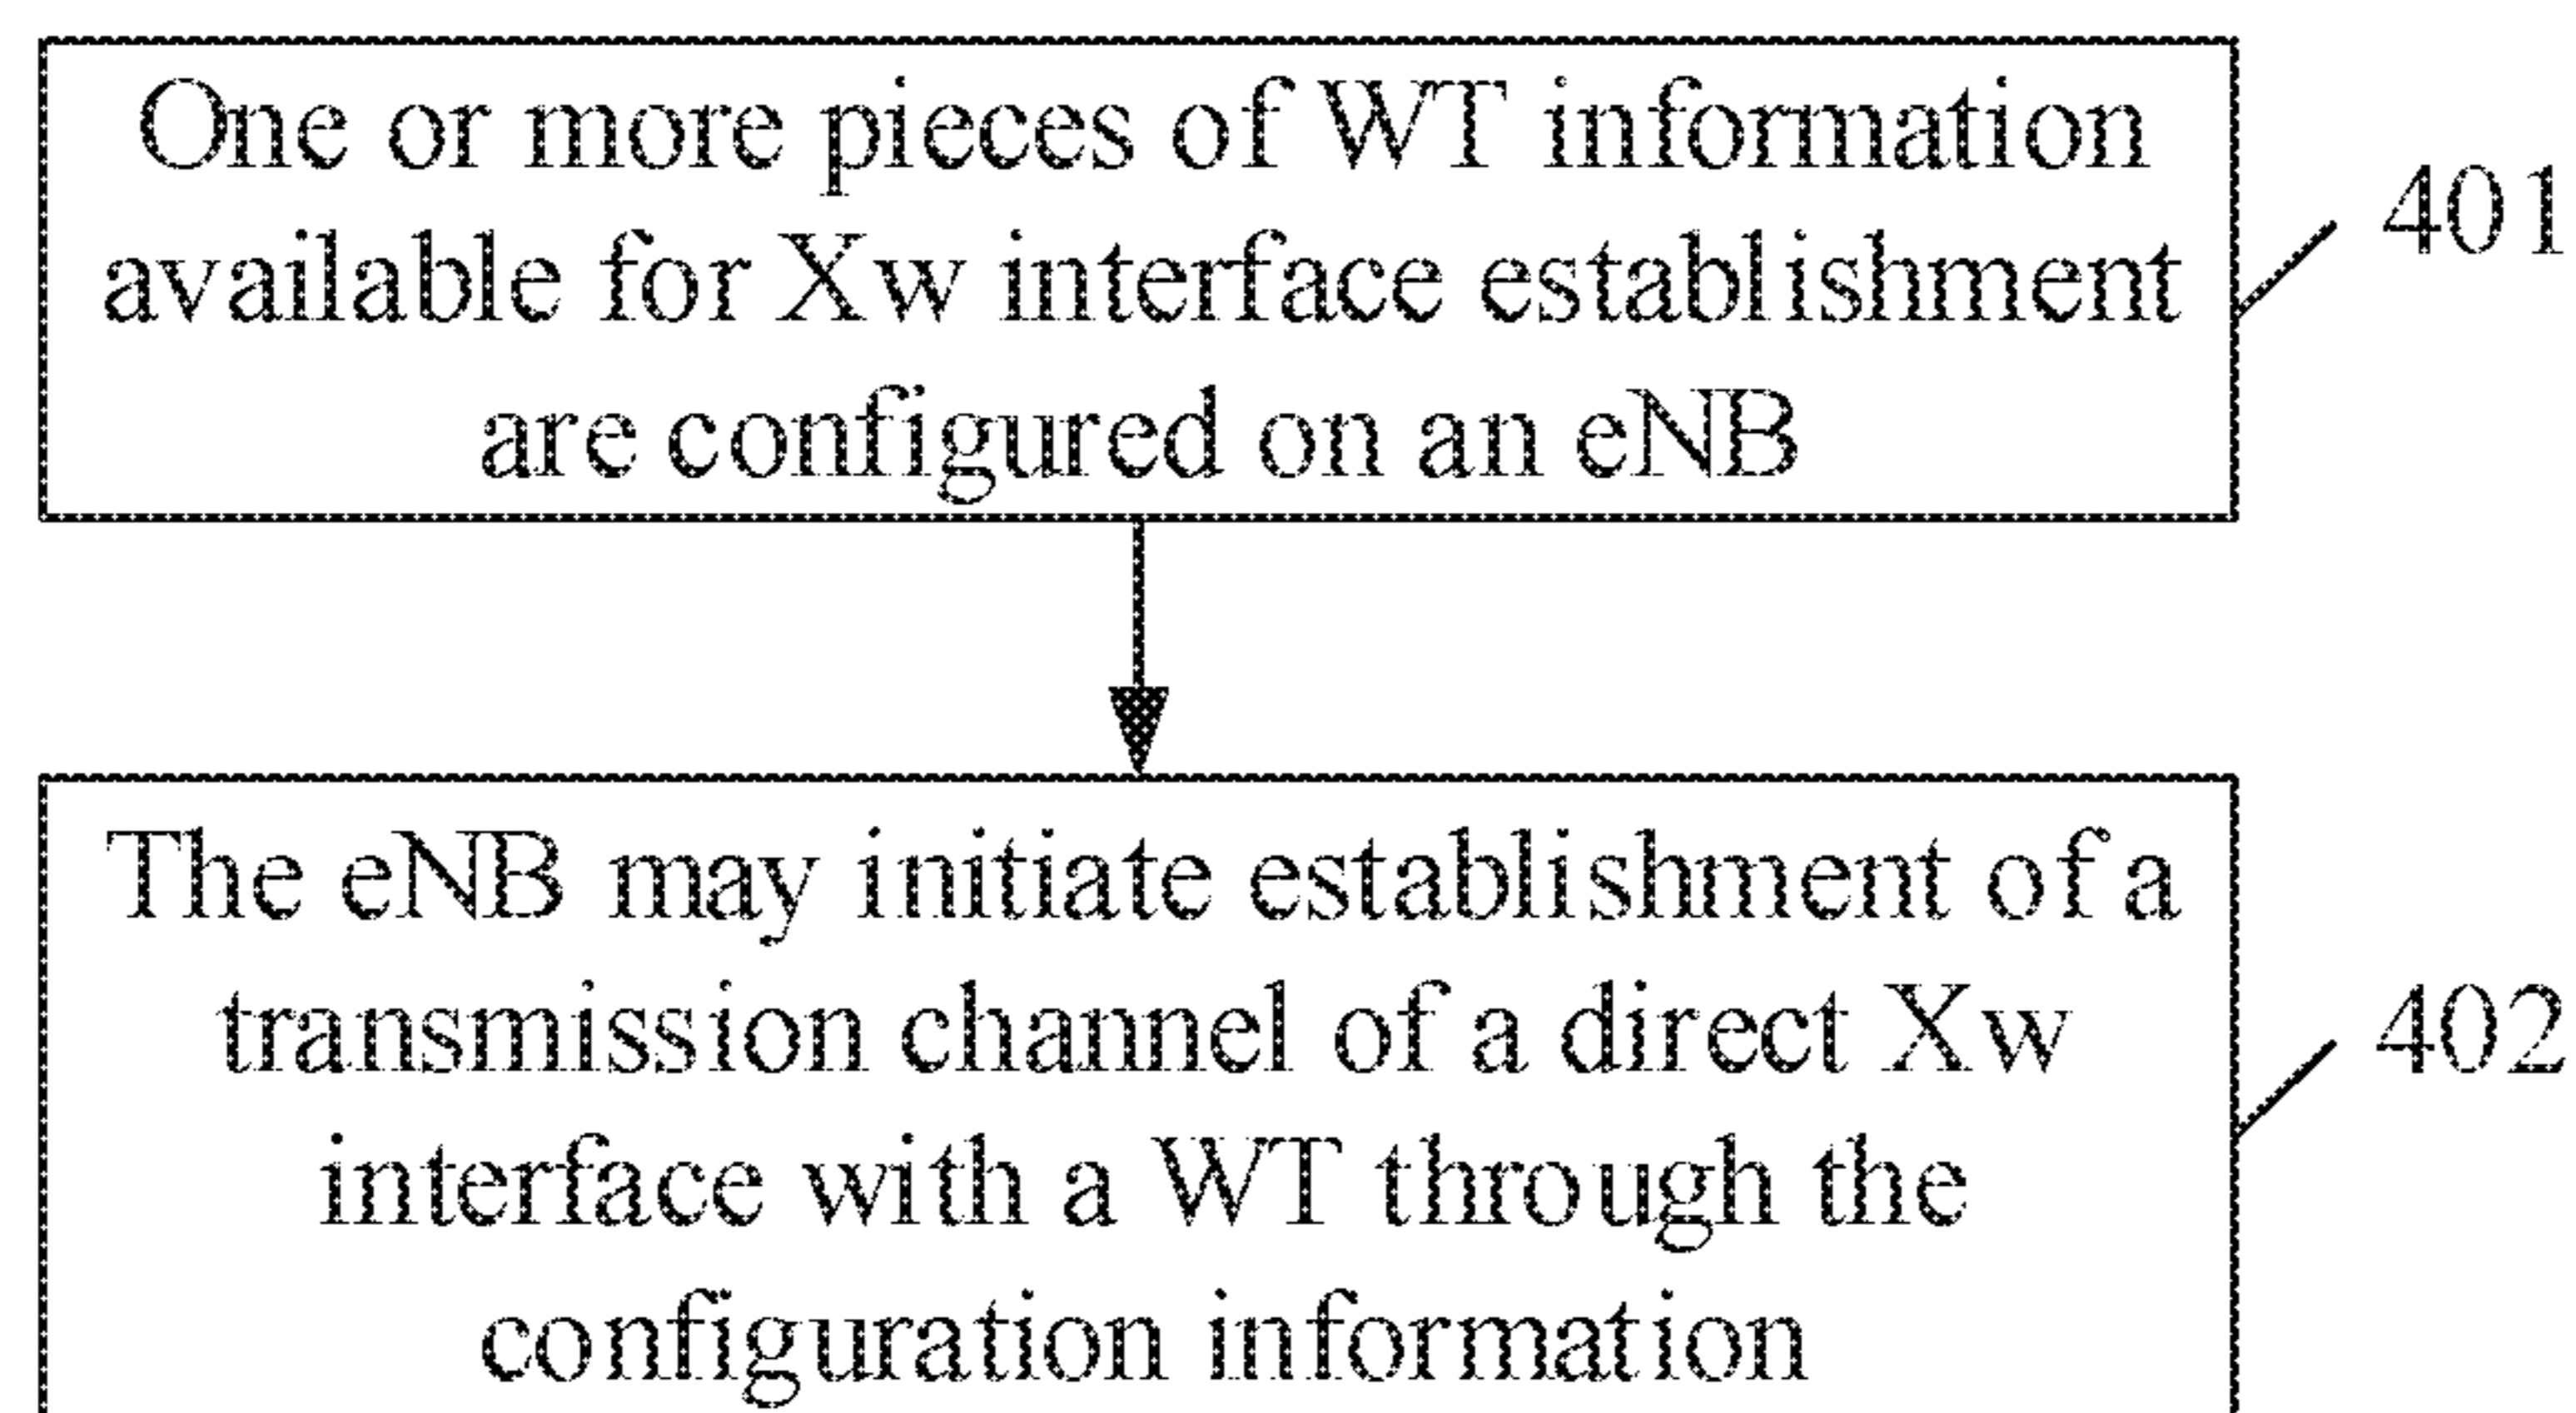 One or more pieces of WT information
available for Xw interface establishment
are configured on an eNB
401
The eNB may initiate establishment of a
transmission channel of a direct Xw
interface with a WT through the
configuration information
402